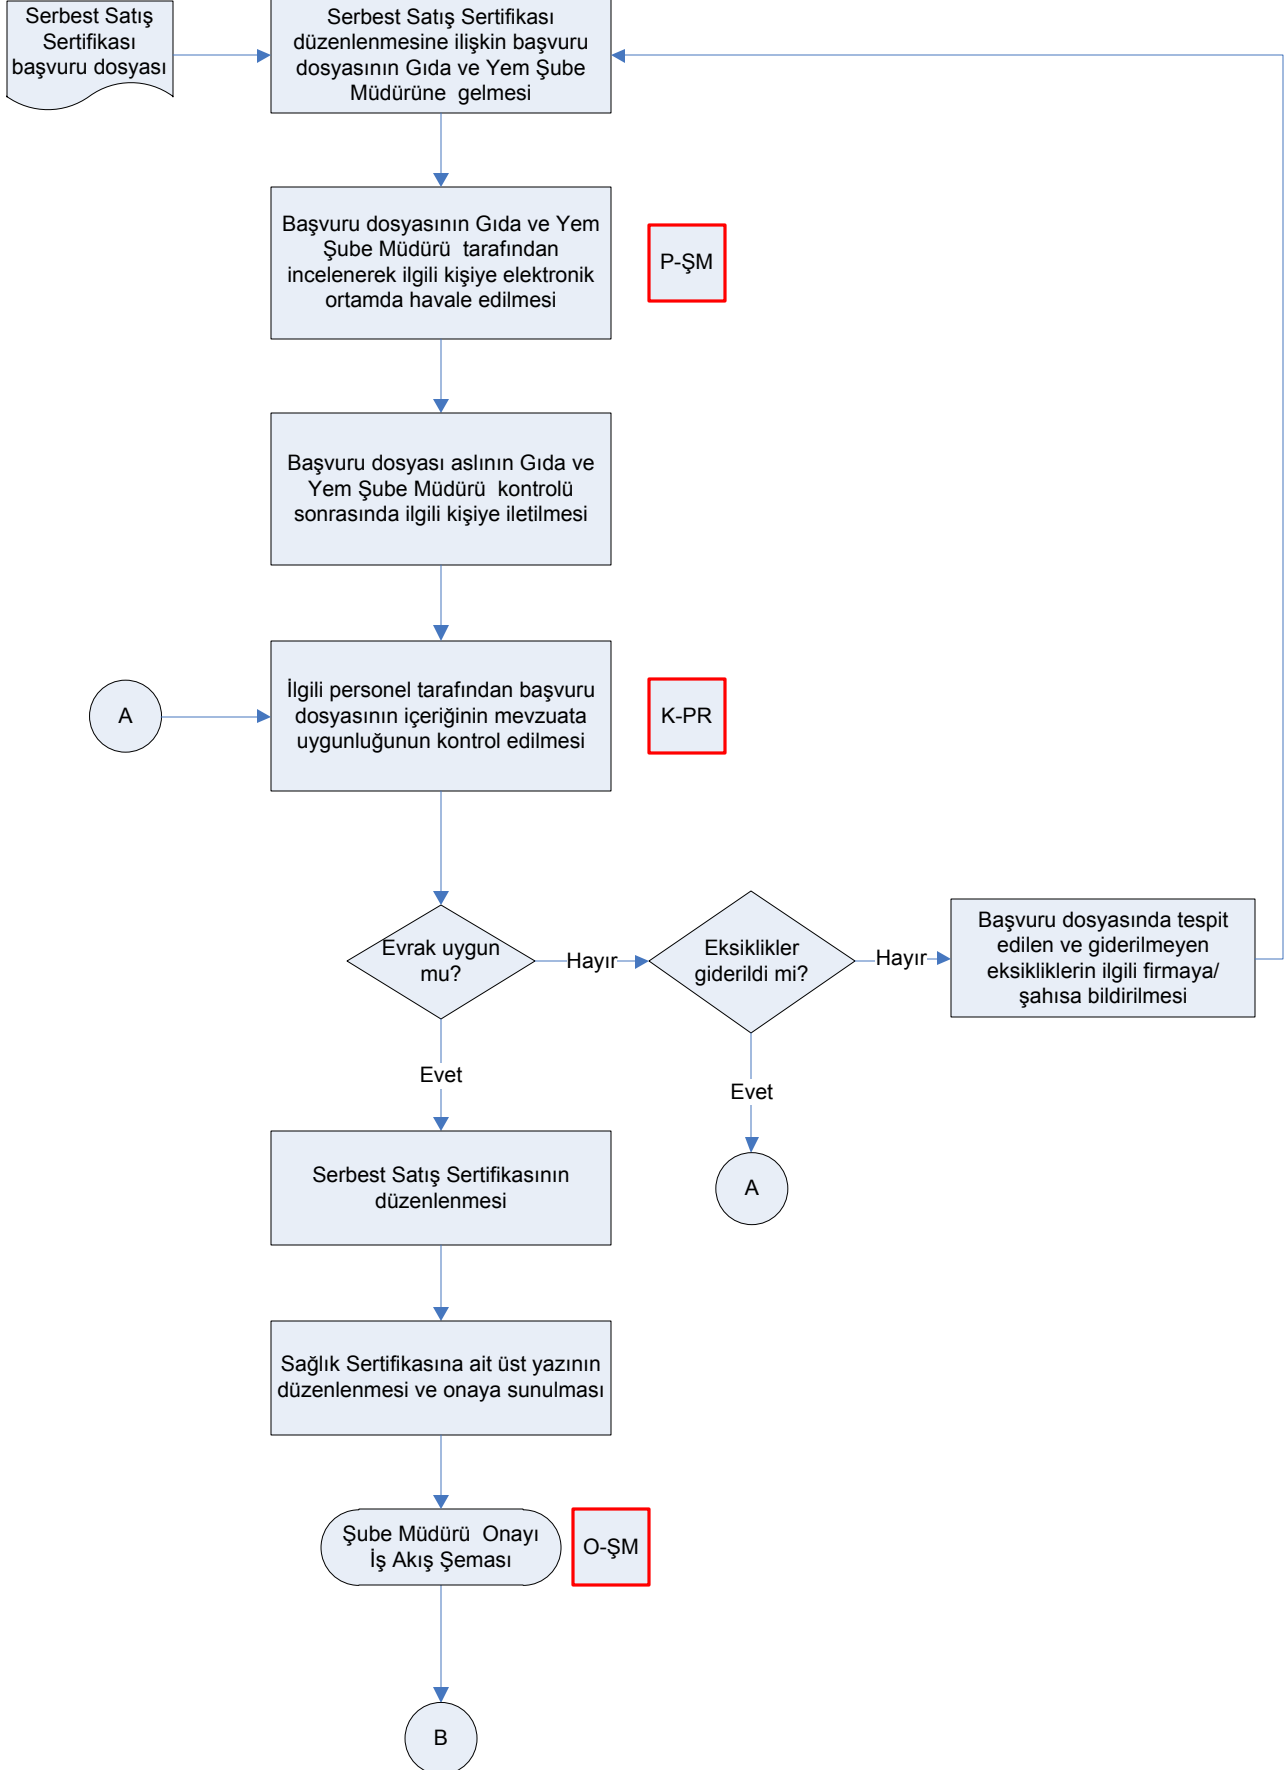 Serbest Satış
Sertifikası
başvuru dosyası
Serbest Satış Sertifikası
düzenlenmesine ilişkin başvuru
dosyasının Gıda ve Yem Şube
Müdürüne gelmesi
Başvuru dosyasının Gıda ve Yem
Şube Müdürü tarafından
incelenerek ilgili kişiye elektronik
ortamda havale edilmesi
P-ŞM
Başvuru dosyası aslının Gıda ve
Yem Şube Müdürü kontrolü
sonrasında ilgili kişiye iletilmesi
A
İlgili personel tarafından başvuru
dosyasının içeriğinin mevzuata
uygunluğunun kontrol edilmesi
K-PR
Evrak uygun
mu?
Hayır
Eksiklikler
giderildi mi?
Hayır
Başvuru dosyasında tespit
edilen ve giderilmeyen
eksikliklerin ilgili firmaya/
şahısa bildirilmesi
Evet
Evet
Serbest Satış Sertifikasının
düzenlenmesi
A
Sağlık Sertifikasına ait üst yazının
düzenlenmesi ve onaya sunulması
Şube Müdürü Onayı
İş Akış Şeması
O-ŞM
B